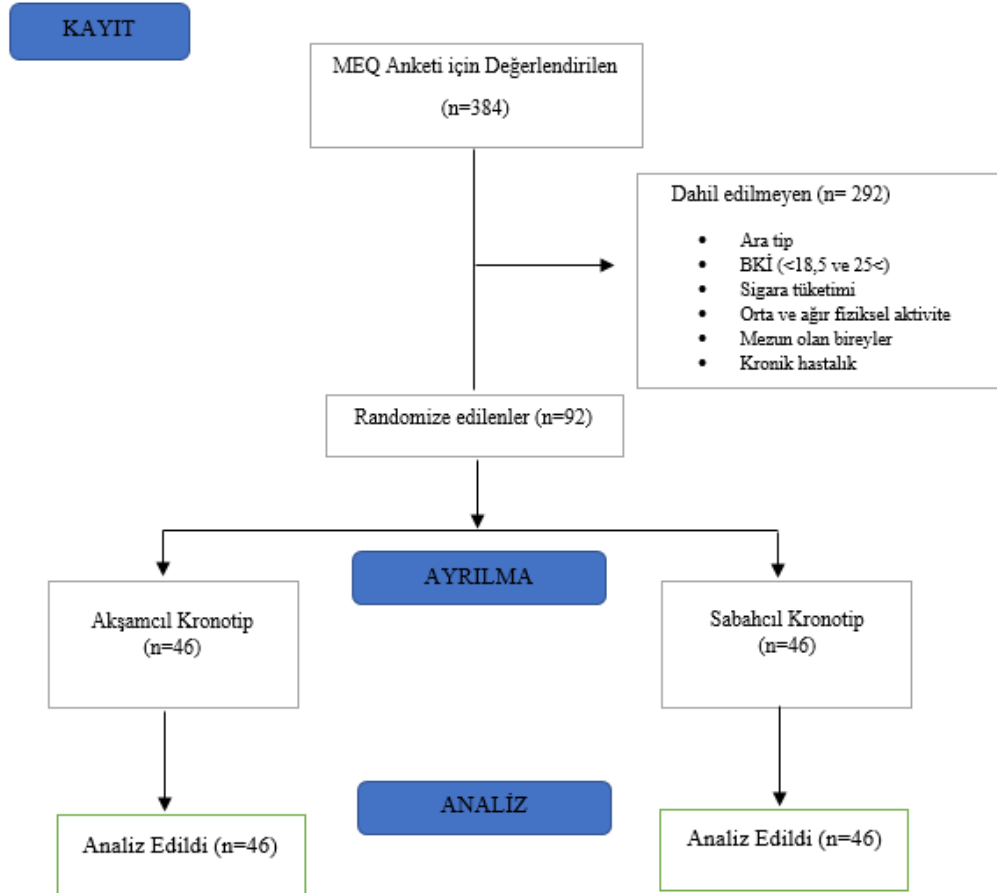 KAYIT
MEQ Anketi için Değerlendirilen
(n=384)
Dahil edilmeyen (n= 292)
• Ara tip
• BKİ (<18,5 ve 25<)
• Sigara tüketimi
• Orta ve ağır fiziksel aktivite
• Mezun olan bireyler
• Kronik hastalık
Randomize edilenler (n=92)
AYRILMA
Akşamcıl Kronotip
(n=46)
Sabahcıl Kronotip
(n=46)
ANALİZ
Analiz Edildi (n=46)
Analiz Edildi (n=46)